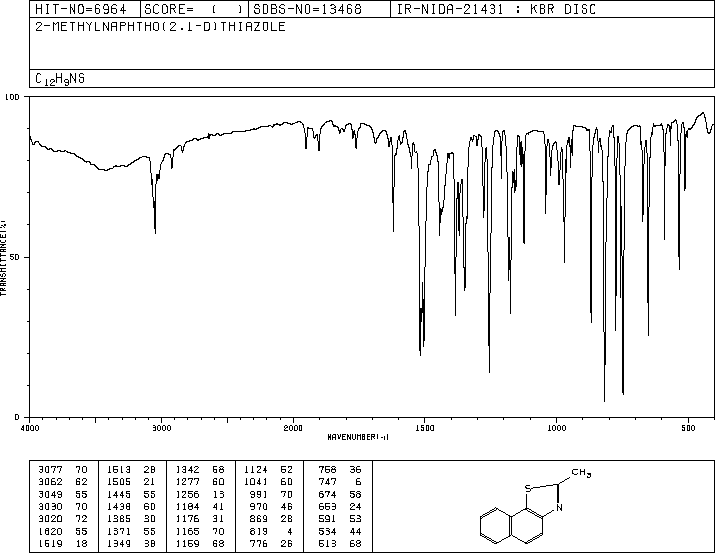 HIT-NO=6964 SCORE= ( ) SDBS-NO=13468 IR-NIDA-21431 : KBR DISC
2-METHYLNAPHTHO(2,1-D)THIAZOLE
C12H9NS
100
50
0
TRANSMITTANCE(%)
4000 3000 2000 1500 1000 500
WAVENUMBER(-1)
3077 70 1513 28 1342 68 1124 52 758 36
3062 62 1505 21 1277 60 1041 60 747 6
3049 55 1445 55 1256 13 991 70 674 58
3030 70 1438 60 1184 41 970 46 653 24
3020 72 1385 30 1176 31 869 28 591 53
1620 55 1371 55 1165 70 819 4 534 44
1519 18 1349 38 1159 68 776 26 513 68
CH3
S
N